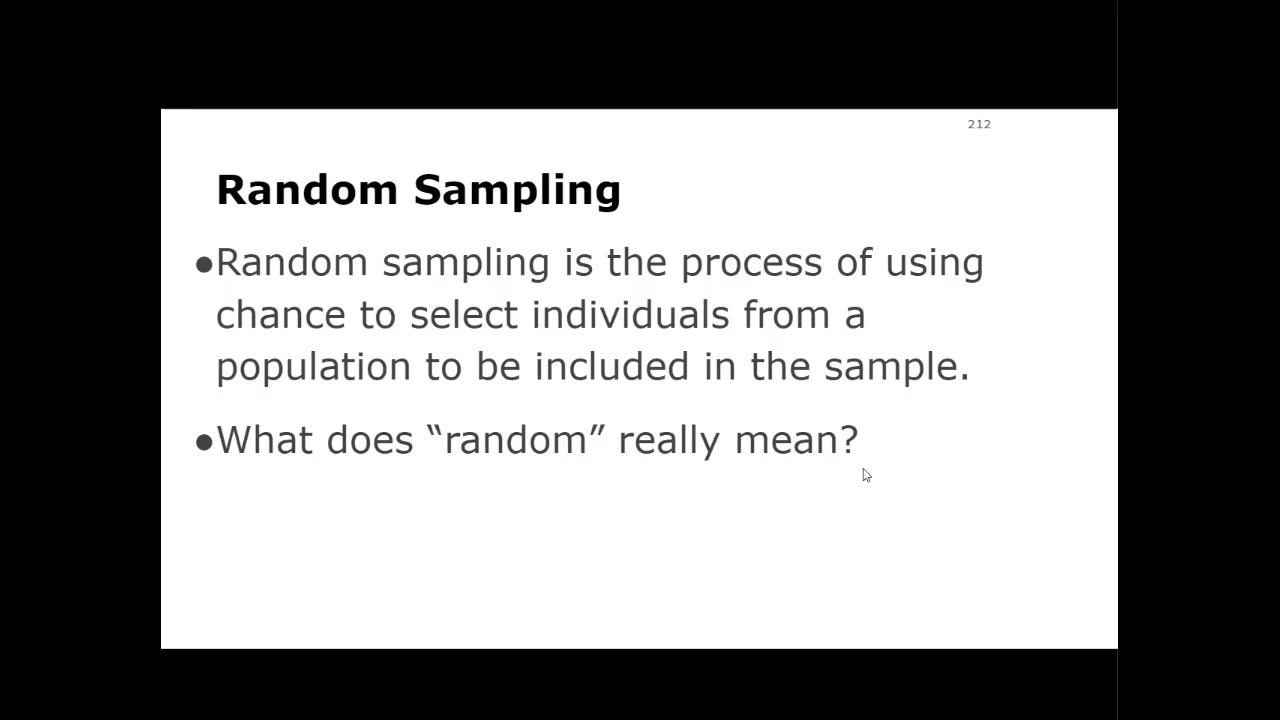 212
Random Sampling
●Random sampling is the process of using
chance to select individuals from a
population to be included in the sample.
●What does “random” really mean?